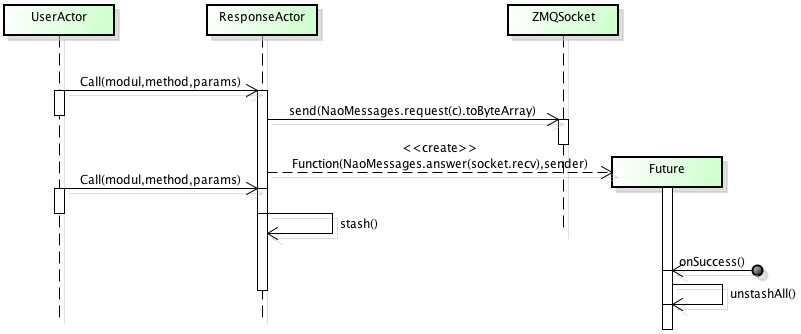 UserActor
ResponseActor
ZMQSocket
Call(modul,method,params)
send(NaoMessages.request(c).toByteArray)
<<create>>
Function(NaoMessages.answer(socket.recv),sender)
Future
Call(modul,method,params)
stash()
onSuccess()
unstashAll()